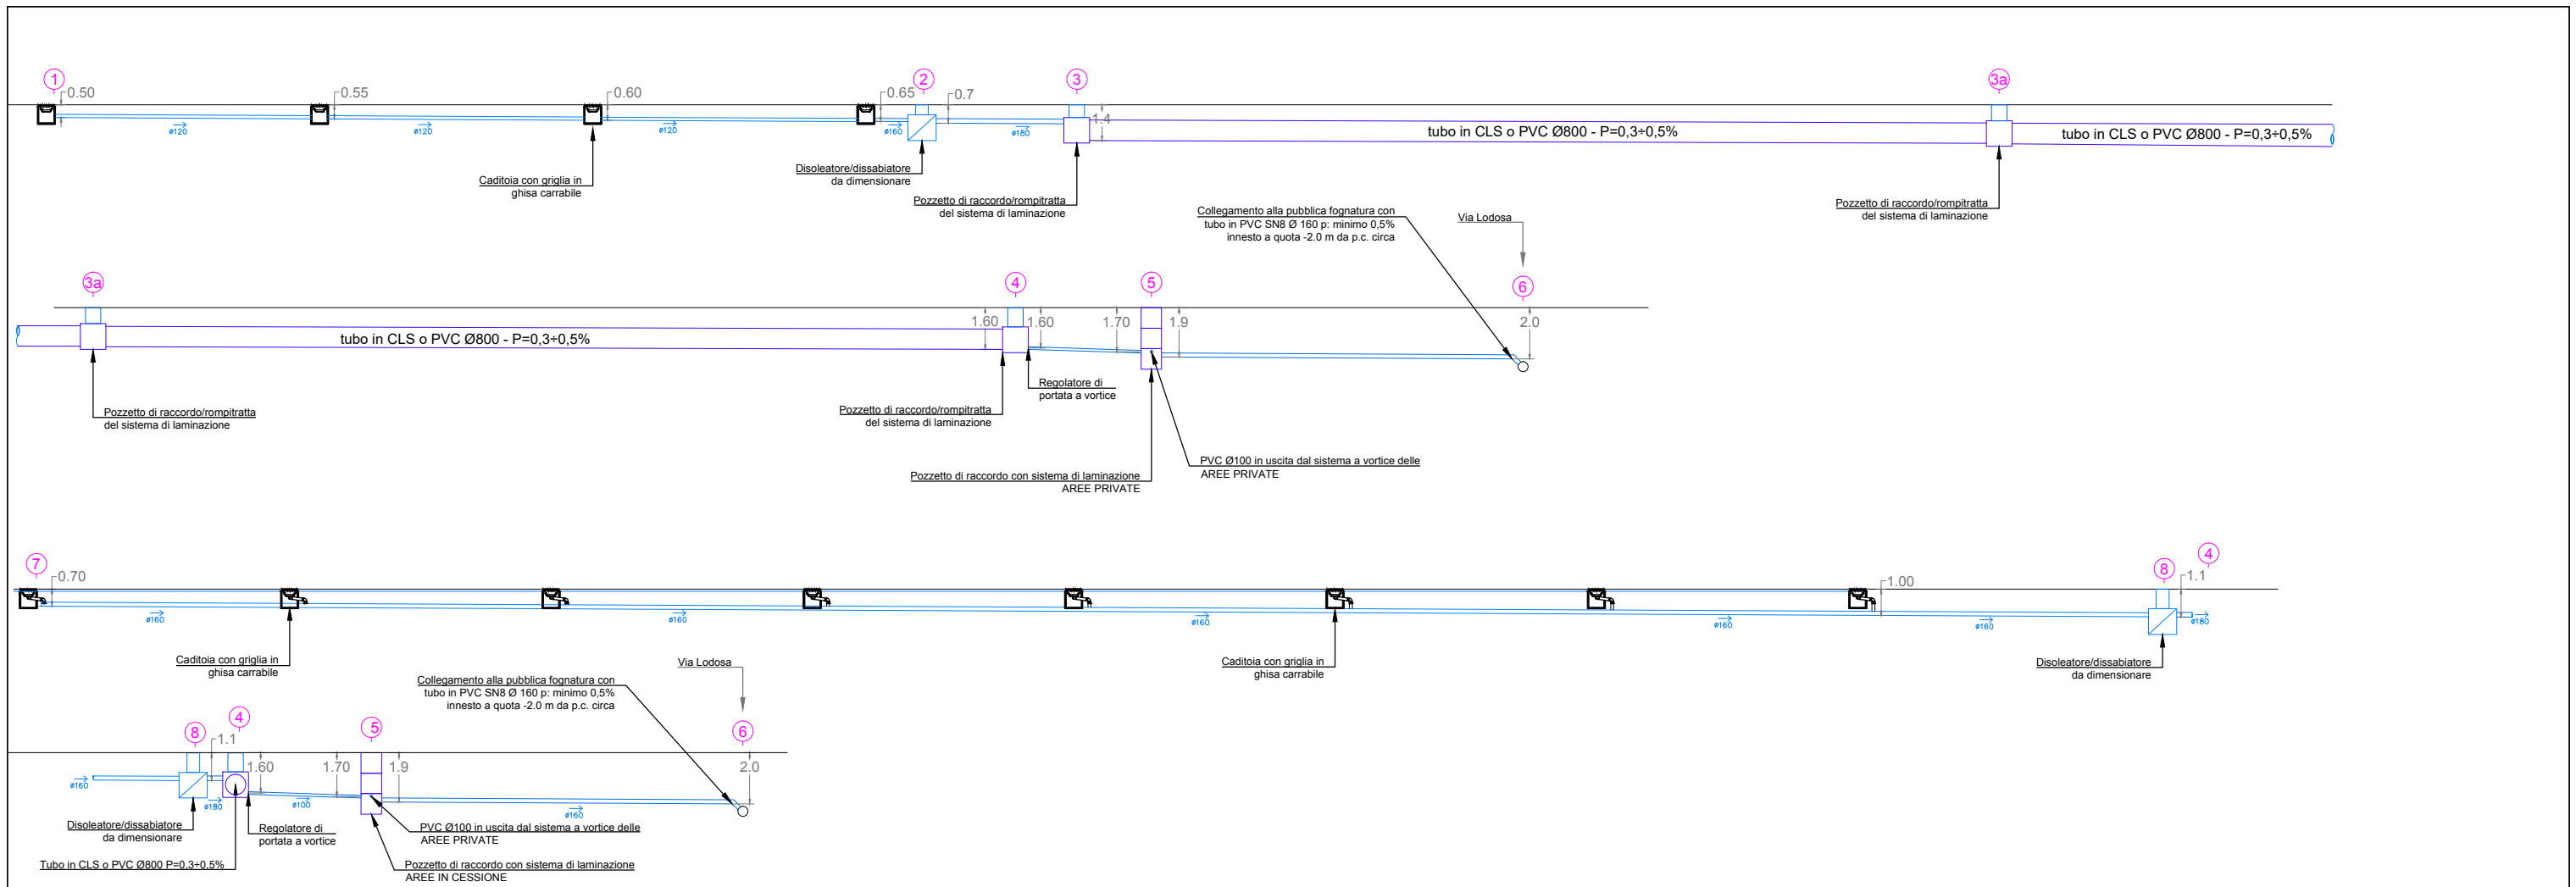 1
2
3
3a
0.50
0.55
0.60
0.65
0.7
1.4
ø120
ø120
ø120
ø160
ø180
tubo in CLS o PVC Ø800 - P=0,3÷0,5%
tubo in CLS o PVC Ø800 - P=0,3÷0,5%
Caditoia con griglia in
ghisa carrabile
Disoleatore/dissabiatore
da dimensionare
Pozzetto di raccordo/rompitratta
del sistema di laminazione
Pozzetto di raccordo/rompitratta
del sistema di laminazione
Collegamento alla pubblica fognatura con
tubo in PVC SN8 Ø 160 p: minimo 0,5%
innesto a quota -2.0 m da p.c. circa
Via Lodosa
3a
4
5
6
1.60
1.60
1.70
1.9
2.0
tubo in CLS o PVC Ø800 - P=0,3÷0,5%
Pozzetto di raccordo/rompitratta
del sistema di laminazione
Pozzetto di raccordo/rompitratta
del sistema di laminazione
Regolatore di
portata a vortice
Pozzetto di raccordo con sistema di laminazione
AREE PRIVATE
PVC Ø100 in uscita dal sistema a vortice delle
AREE PRIVATE
7
8
4
0.70
1.00
1.1
ø160
ø160
ø160
ø160
ø160
ø180
Caditoia con griglia in
ghisa carrabile
Caditoia con griglia in
ghisa carrabile
Disoleatore/dissabiatore
da dimensionare
Collegamento alla pubblica fognatura con
tubo in PVC SN8 Ø 160 p: minimo 0,5%
innesto a quota -2.0 m da p.c. circa
Via Lodosa
8
4
5
6
1.1
1.60
1.70
1.9
2.0
ø160
ø180
ø100
ø160
Disoleatore/dissabiatore
da dimensionare
Regolatore di
portata a vortice
Tubo in CLS o PVC Ø800 P=0,3÷0,5%
PVC Ø100 in uscita dal sistema a vortice delle
AREE PRIVATE
Pozzetto di raccordo con sistema di laminazione
AREE IN CESSIONE